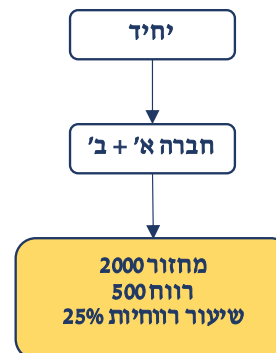 יחיד
חברה א' + ב'
מחזור 2000
רווח 500
שיעור רווחיות 25%